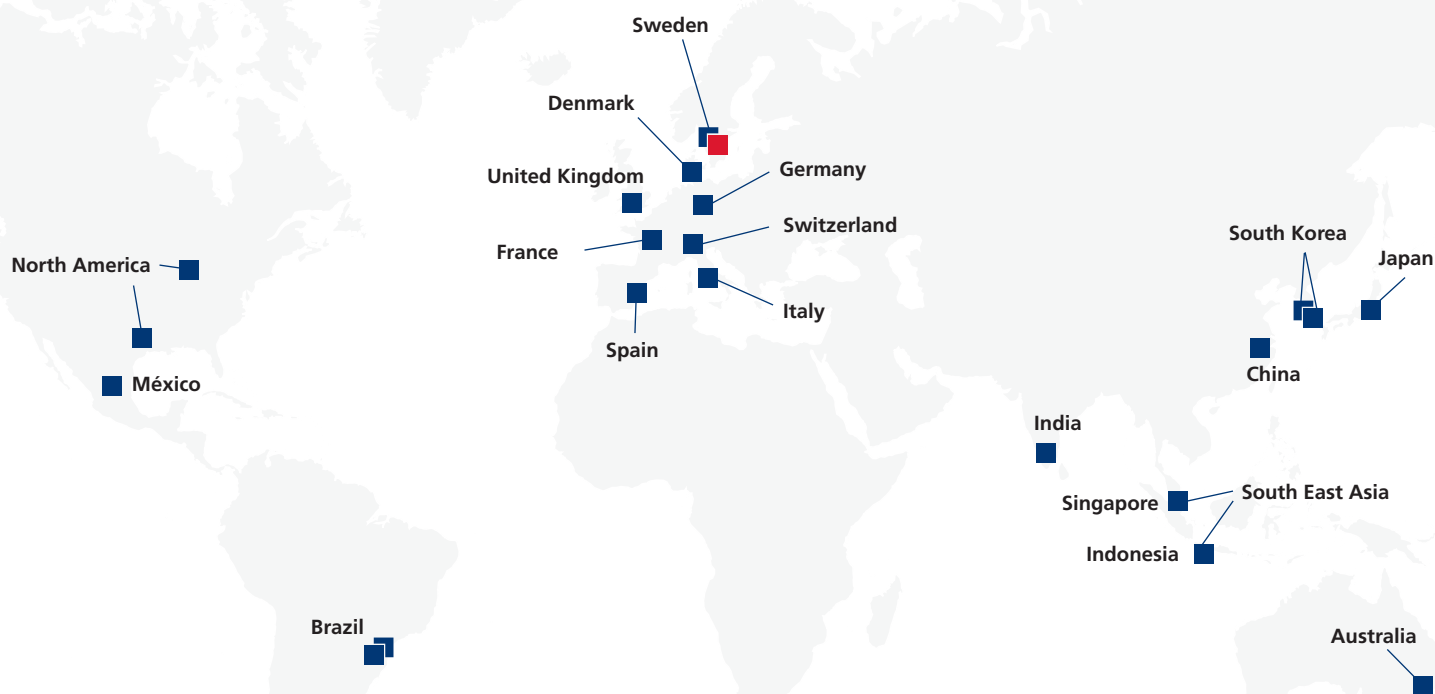 Sweden
Denmark
United Kingdom
Germany
Switzerland
France
South Korea
North America
Japan
Italy
Spain
China
México
India
South East Asia
Singapore
Indonesia
Brazil
Australia